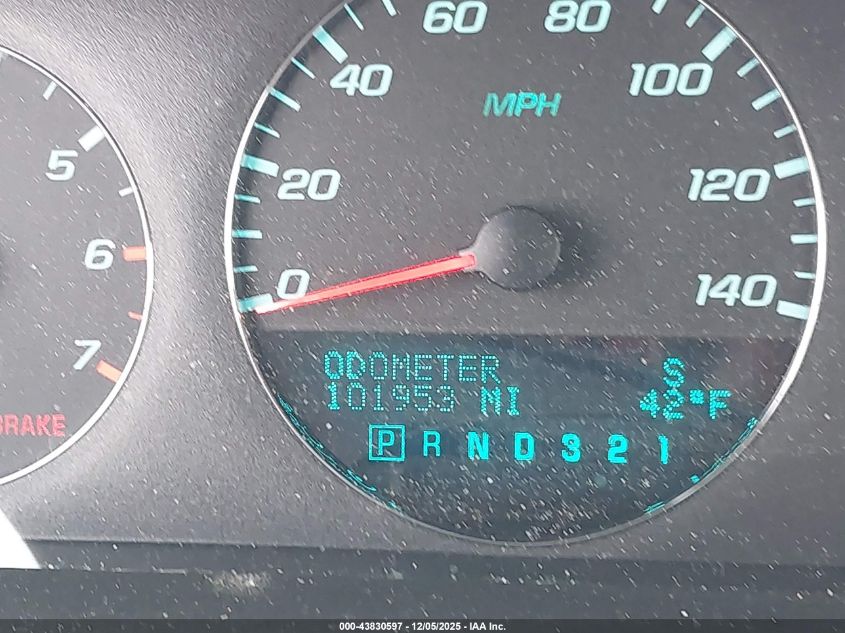 60 80
40 100
MPH
5
20 120
6
0 140
7
ODOMETER S
101953 MI 42°F
BRAKE
P R N D 3 2 1
000-43830597 - 12/05/2025 - IAA Inc.